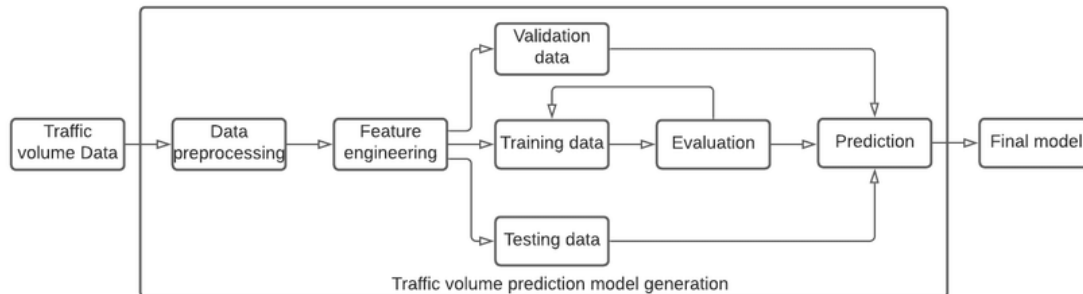 Validation
data
Traffic
volume Data
Data
preprocessing
Feature
engineering
Training data
Evaluation
Prediction
Final model
Testing data
Traffic volume prediction model generation